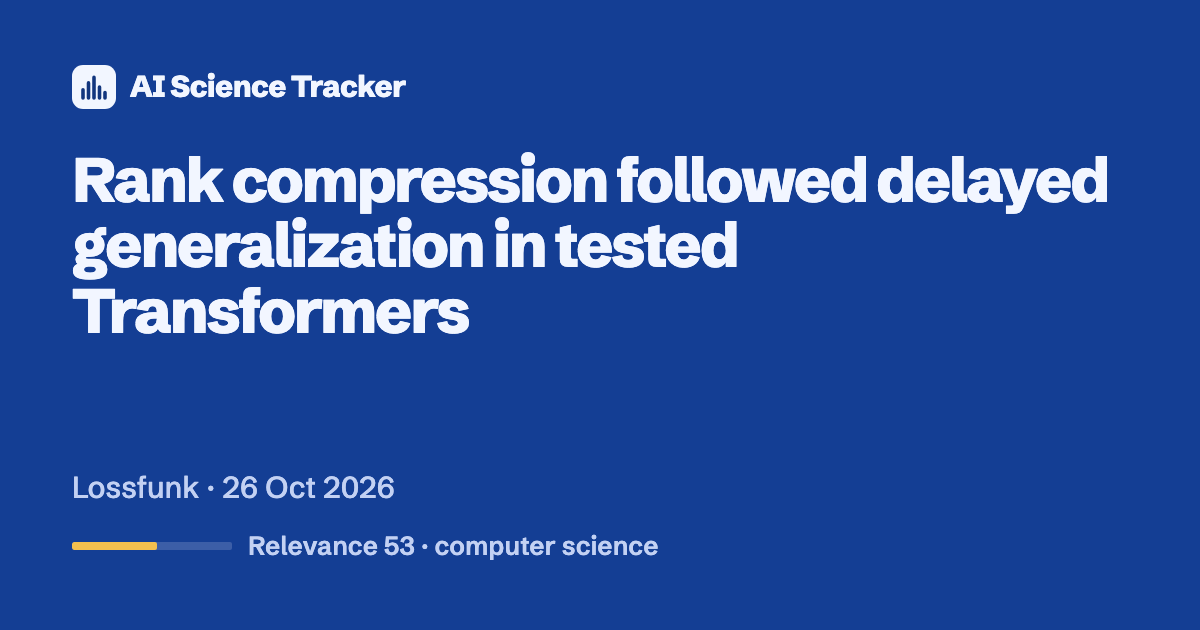 AI Science Tracker
Rank compression followed delayed
generalization in tested
Transformers
Lossfunk · 26 Oct 2026
Relevance 53 · computer science